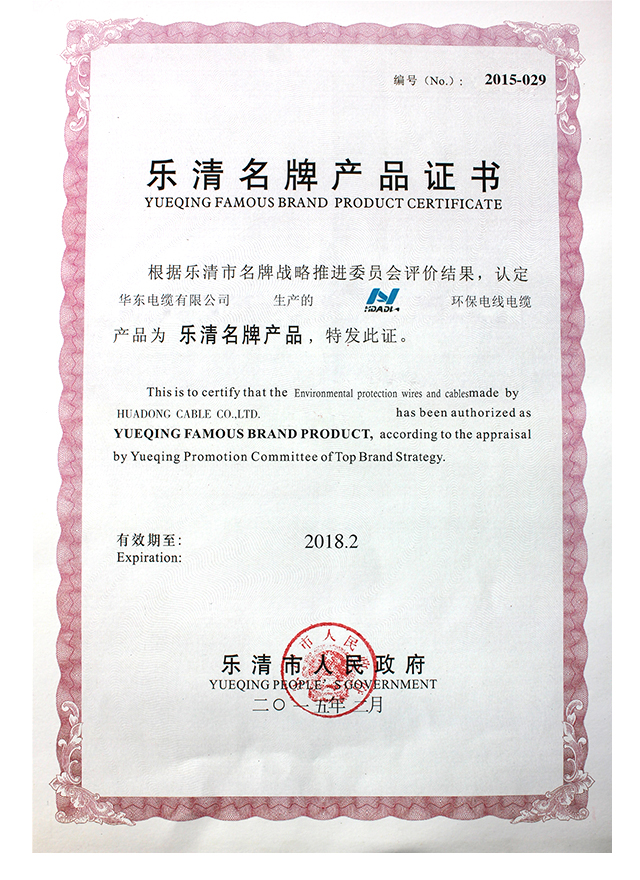 编号（No.）: 2015-029
乐清名牌产品证书
YUEQING FAMOUS BRAND PRODUCT CERTIFICATE
根据乐清市名牌战略推进委员会评价结果，认定
华东电缆有限公司 生产的 HDADL 环保电线电缆
产品为 乐清名牌产品，特发此证。
This is to certify that the Environmental protection wires and cables made by
HUADONG CABLE CO.,LTD. has been authorized as
YUEQING FAMOUS BRAND PRODUCT, according to the appraisal
by Yueqing Promotion Committee of Top Brand Strategy.
有效期至: 2018.2
Expiration:
乐清市人民政府
YUEQING PEOPLE'S GOVERNMENT
二〇一五年二月